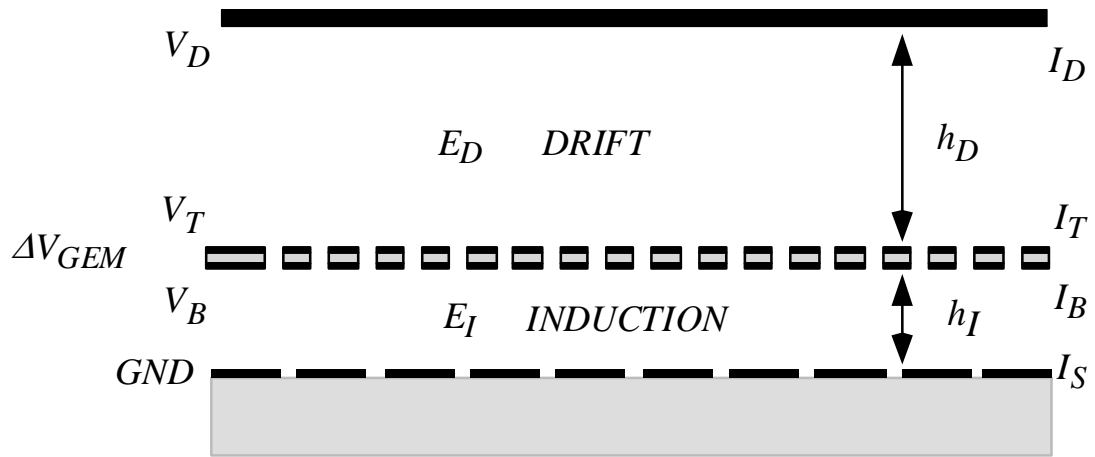 V_D
I_D
E_D DRIFT
h_D
V_T
I_T
ΔV_GEM
V_B
I_B
E_I INDUCTION
h_I
GND
I_S